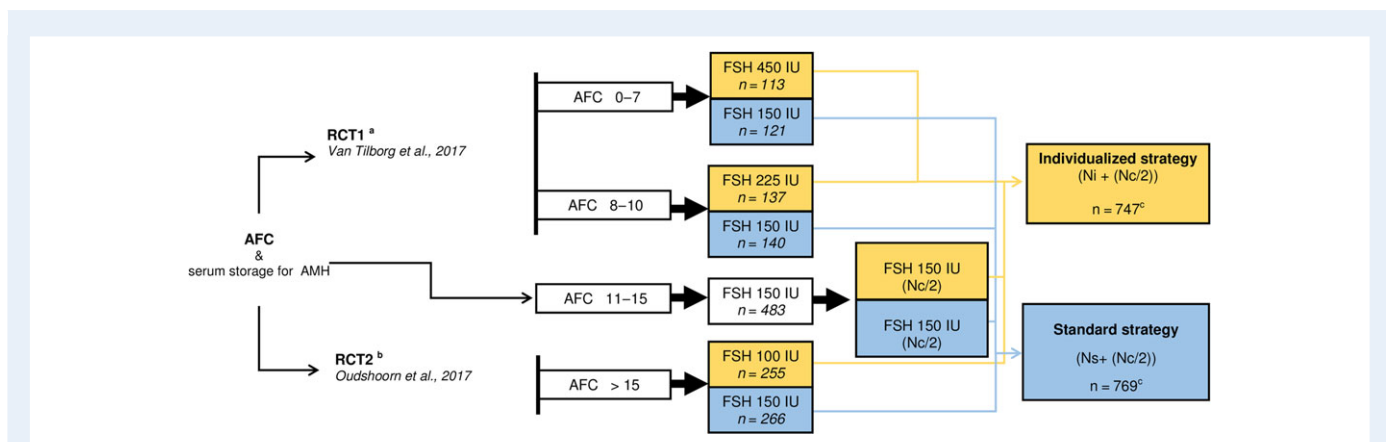 FSH 450 IU
n = 113
AFC 0–7
FSH 150 IU
n = 121
RCT1 a
Van Tilborg et al., 2017
FSH 225 IU
n = 137
AFC 8–10
FSH 150 IU
n = 140
Individualized strategy
(Ni + (Nc/2))
n = 747c
AFC
&
serum storage for AMH
AFC 11–15
FSH 150 IU
n = 483
FSH 150 IU
(Nc/2)
FSH 150 IU
(Nc/2)
Standard strategy
(Ns+ (Nc/2))
n = 769c
RCT2 b
Oudshoorn et al., 2017
FSH 100 IU
n = 255
AFC > 15
FSH 150 IU
n = 266